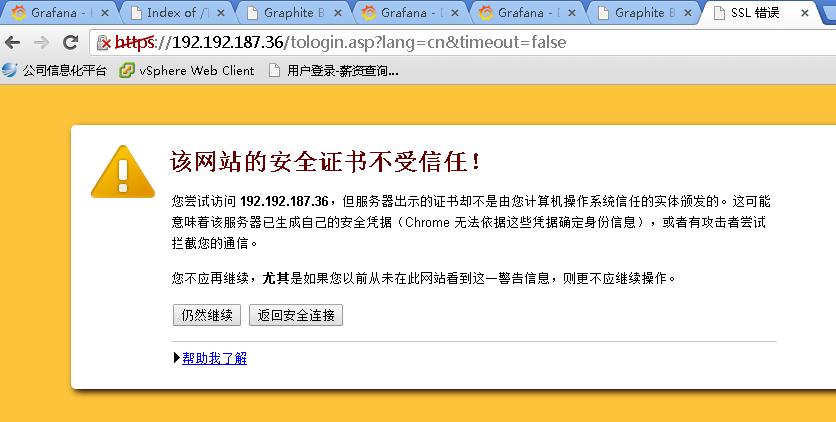 Grafana - Index of / Graphite B Grafana - Grafana - Graphite B SSL 错误
https://192.192.187.36/tologin.asp?lang=cn&timeout=false
公司信息化平台 vSphere Web Client 用户登录-薪资查询...
该网站的安全证书不受信任！
您尝试访问 192.192.187.36，但服务器出示的证书却不是由您计算机操作系统信任的实体颁发的。这可能
意味着该服务器已生成自己的安全凭据（Chrome 无法依据这些凭据确定身份信息），或者有攻击者尝试
拦截您的通信。
您不应再继续，尤其是如果您以前从未在此网站看到这一警告信息，则更不应继续操作。
仍然继续 返回安全连接
帮助我了解